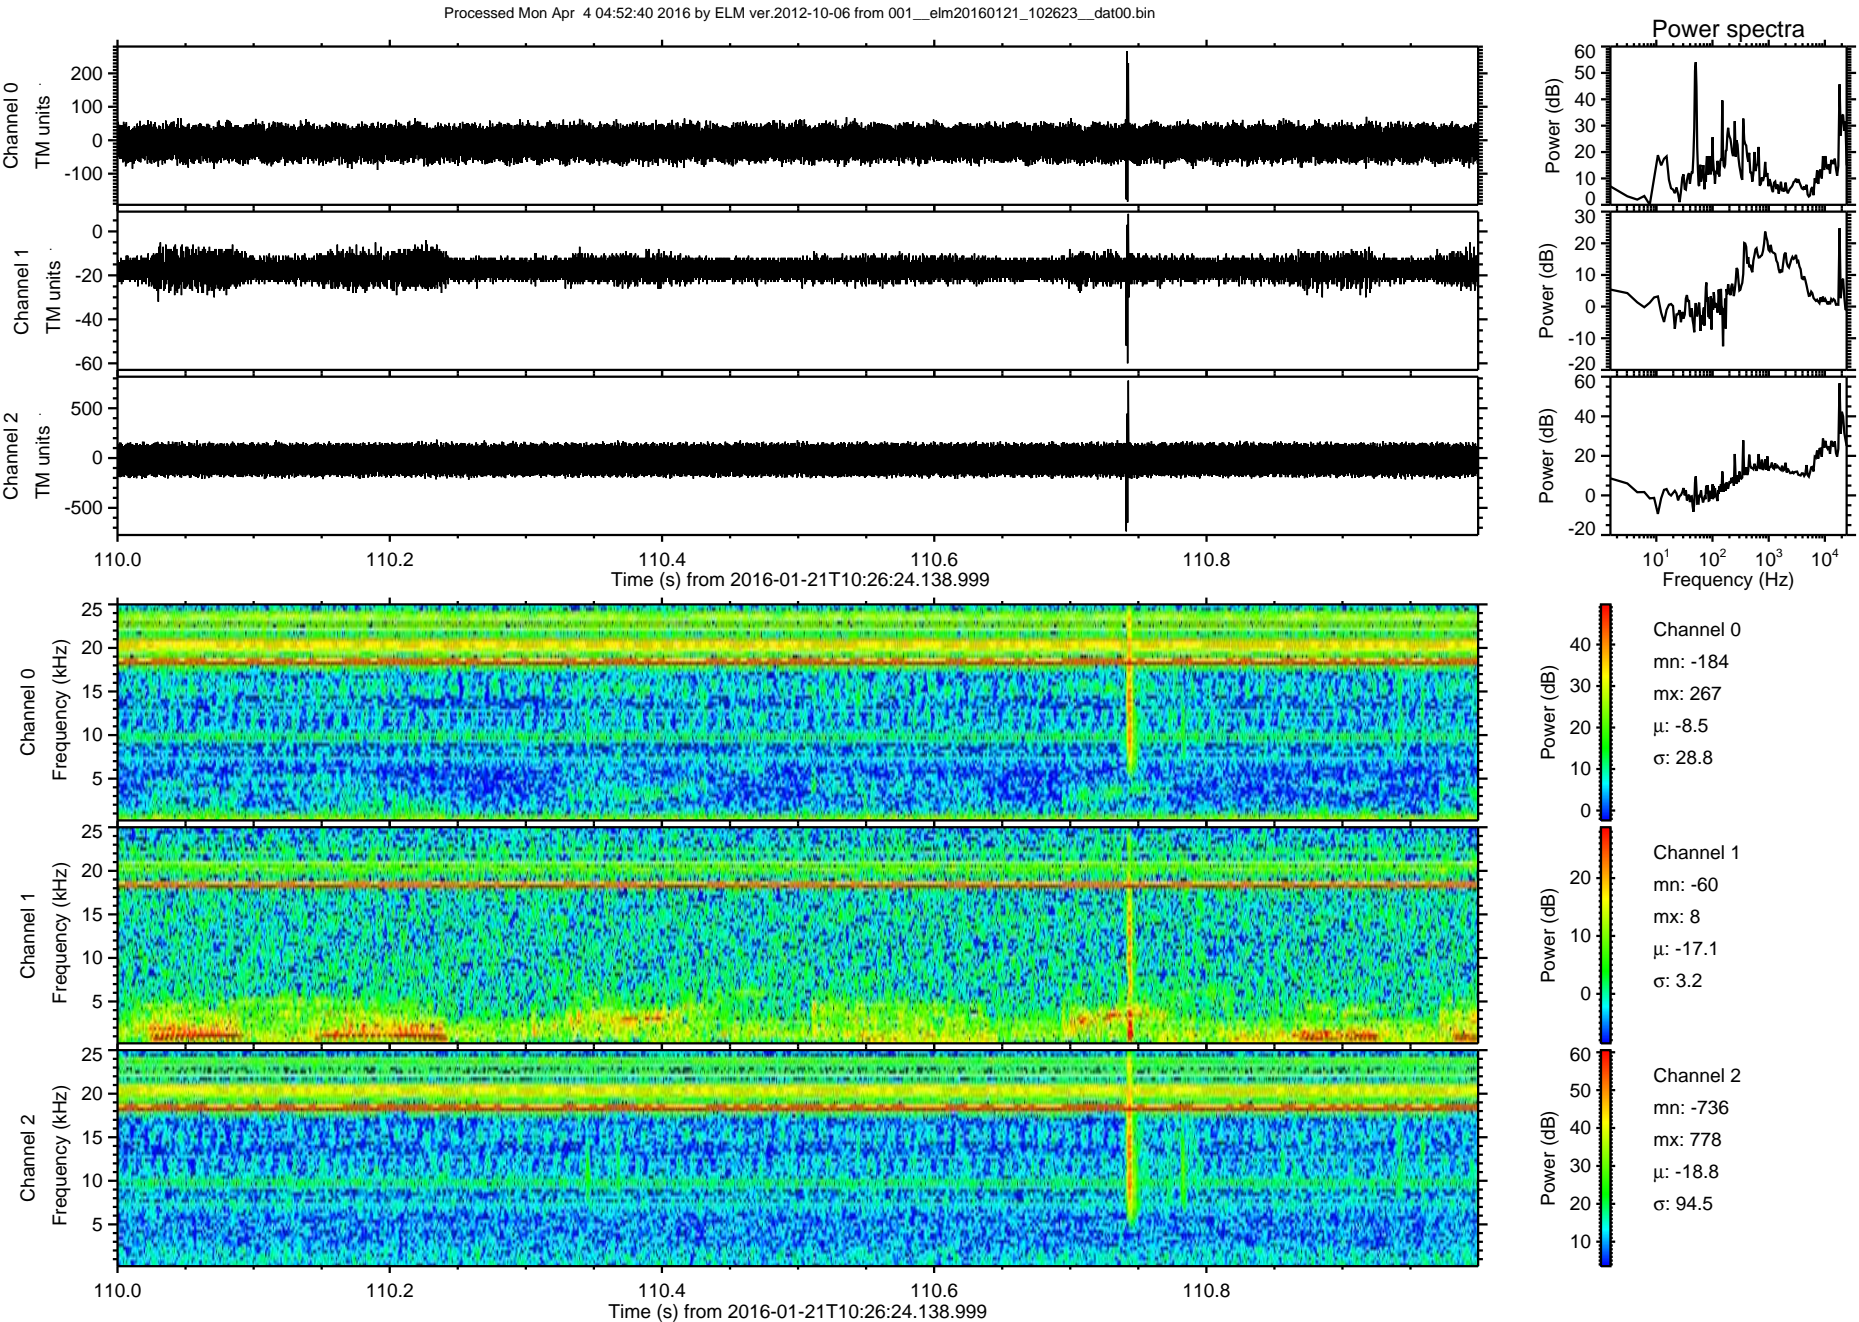 Processed Mon Apr  4 04:52:40 2016 by ELM ver.2012-10-06 from 001__elm20160121_102623__dat00.bin
Power spectra
Channel 0
TM units
200
100
0
-100
Power (dB)
60
50
40
30
20
10
0
Channel 1
TM units
0
-20
-40
-60
Power (dB)
30
20
10
0
-10
-20
Channel 2
TM units
500
0
-500
Power (dB)
60
40
20
0
-20
110.0 110.2 110.4 110.6 110.8
Time (s) from 2016-01-21T10:26:24.138.999
10^1 10^2 10^3 10^4
Frequency (Hz)
Channel 0
Frequency (kHz)
25
20
15
10
5
Power (dB)
40
30
20
10
0
Channel 0
mn: -184
mx: 267
μ: -8.5
σ: 28.8
Channel 1
Frequency (kHz)
25
20
15
10
5
Power (dB)
20
10
0
Channel 1
mn: -60
mx: 8
μ: -17.1
σ: 3.2
Channel 2
Frequency (kHz)
25
20
15
10
5
Power (dB)
60
50
40
30
20
10
Channel 2
mn: -736
mx: 778
μ: -18.8
σ: 94.5
110.0 110.2 110.4 110.6 110.8
Time (s) from 2016-01-21T10:26:24.138.999